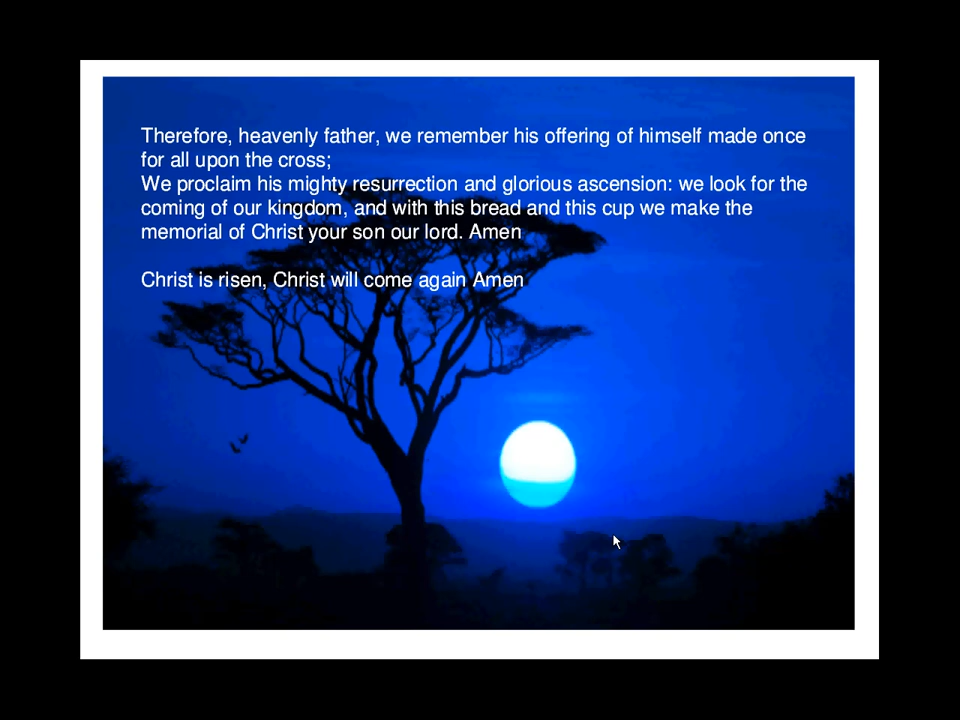 Therefore, heavenly father, we remember his offering of himself made once
for all upon the cross;
We proclaim his mighty resurrection and glorious ascension: we look for the
coming of our kingdom, and with this bread and this cup we make the
memorial of Christ your son our lord. Amen
Christ is risen, Christ will come again Amen